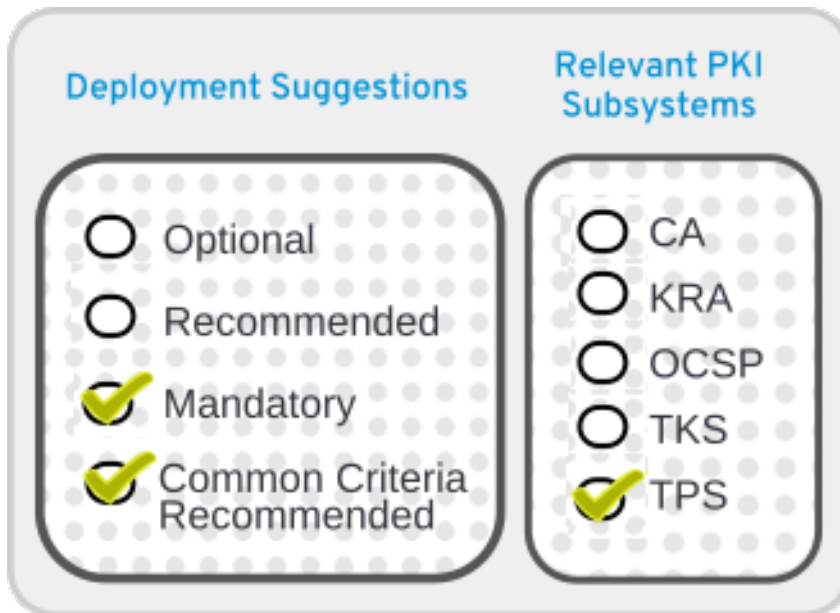 Deployment Suggestions
Relevant PKI
Subsystems
Optional
Recommended
Mandatory
Common Criteria
Recommended
CA
KRA
OCSP
TKS
TPS